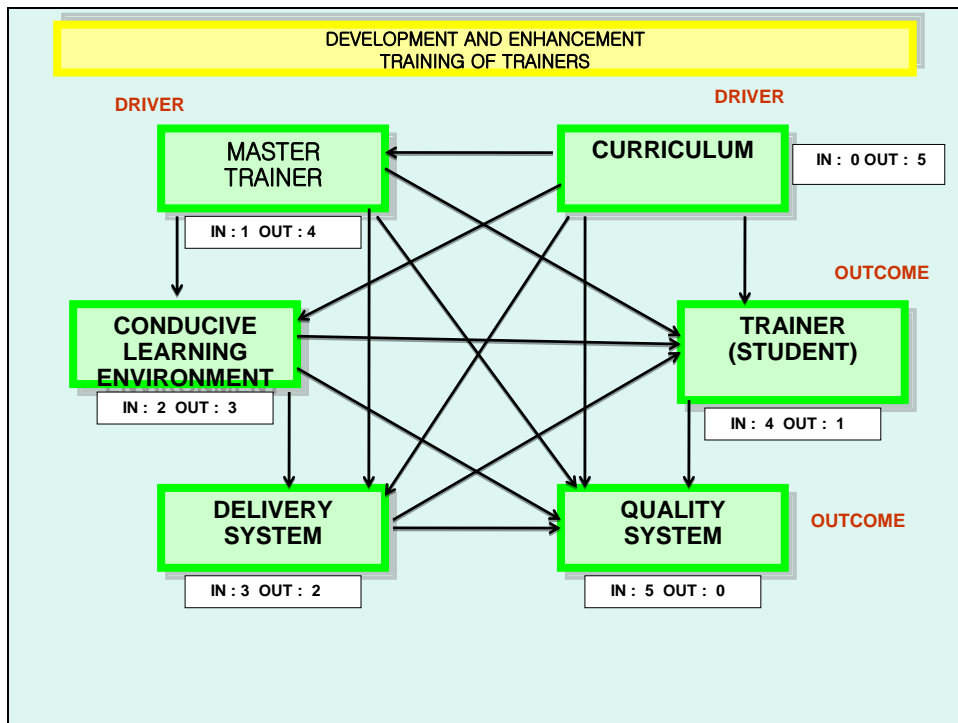 DEVELOPMENT AND ENHANCEMENT
TRAINING OF TRAINERS
DRIVER
DRIVER
MASTER
TRAINER
CURRICULUM
IN : 0 OUT : 5
IN : 1 OUT : 4
OUTCOME
CONDUCIVE
LEARNING
ENVIRONMENT
TRAINER
(STUDENT)
IN : 2 OUT : 3
IN : 4 OUT : 1
DELIVERY
SYSTEM
QUALITY
SYSTEM
OUTCOME
IN : 3 OUT : 2
IN : 5 OUT : 0